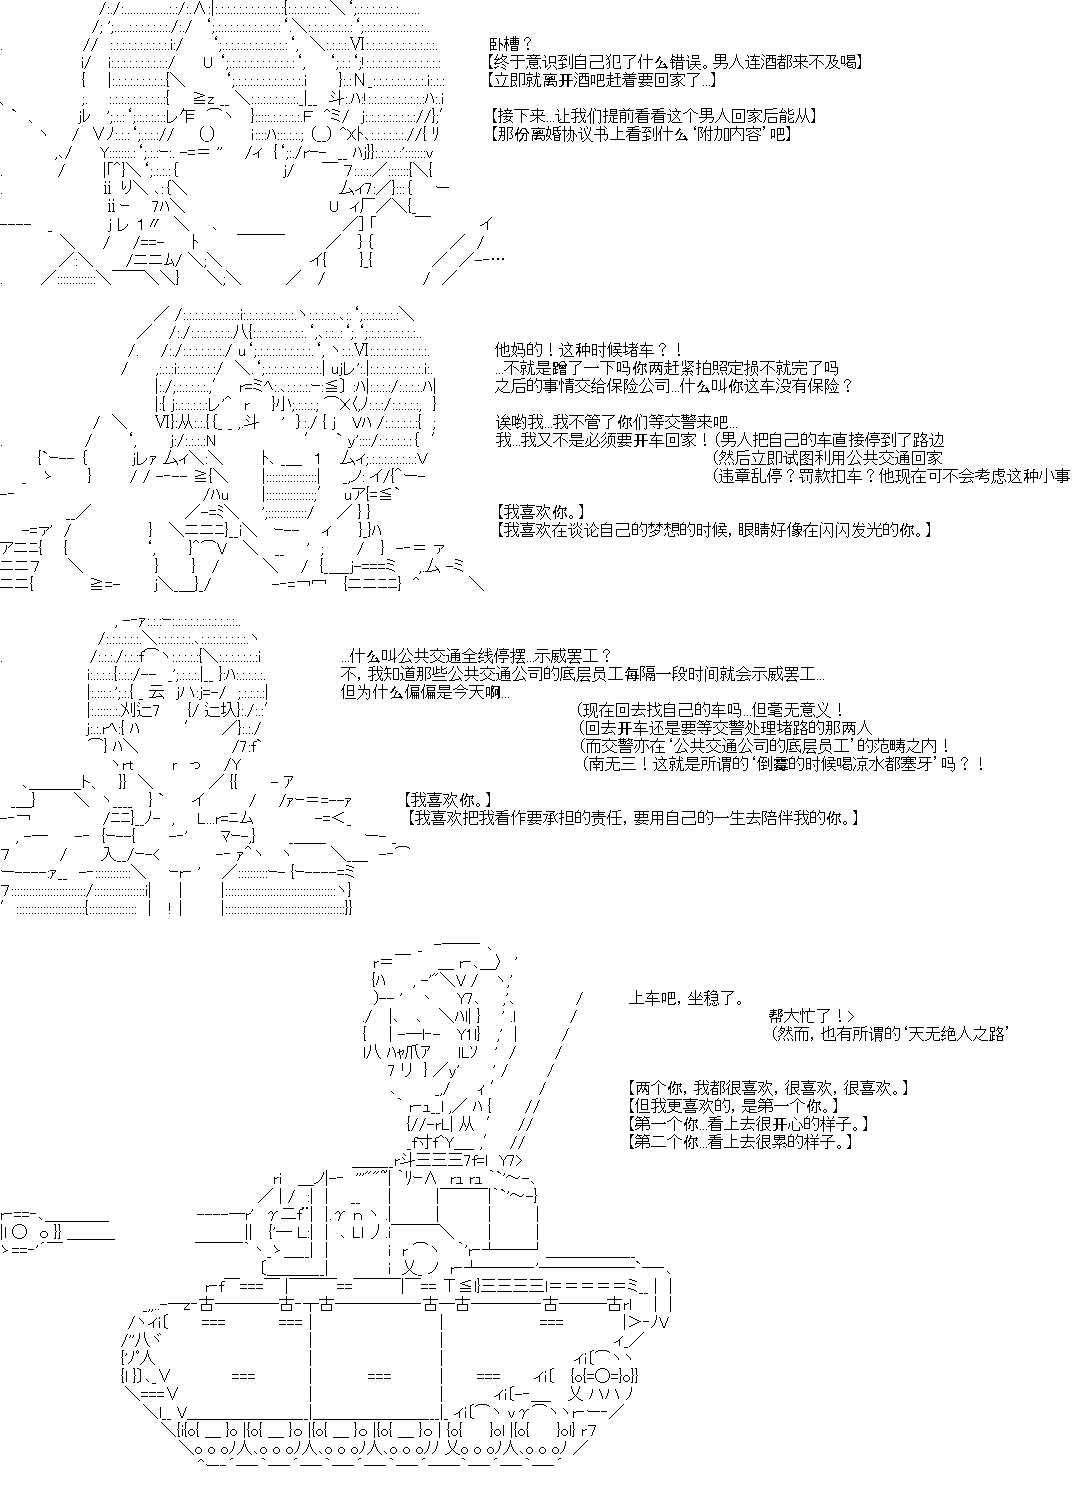 卧槽？
【终于意识到自己犯了什么错误。男人连酒都来不及喝】
【立即就离开酒吧赶着要回家了...】
【接下来...让我们提前看看这个男人回家后能从】
【那份离婚协议书上看到什么‘附加内容’吧】
他妈的！这种时候堵车？！
...不就是蹭了一下吗你两赶紧拍照定损不就完了吗
之后的事情交给保险公司...什么叫你这车没有保险？
诶哟我...我不管了你们等交警来吧...
我...我又不是必须要开车回家！(男人把自己的车直接停到了路边
(然后立即试图利用公共交通回家
(违章乱停？罚款扣车？他现在可不会考虑这种小事
【我喜欢你。】
【我喜欢在谈论自己的梦想的时候，眼睛好像在闪闪发光的你。】
...什么叫公共交通全线停摆...示威罢工？
不，我知道那些公共交通公司的底层员工每隔一段时间就会示威罢工...
但为什么偏偏是今天啊...
(现在回去找自己的车吗...但毫无意义！
(回去开车还是要等交警处理堵路的那两人
(而交警亦在‘公共交通公司的底层员工’的范畴之内！
(南无三！这就是所谓的‘倒霉的时候喝凉水都塞牙’吗？！
【我喜欢你。】
【我喜欢把我看作要承担的责任，要用自己的一生去陪伴我的你。】
上车吧，坐稳了。
帮大忙了！>
(然而，也有所谓的‘天无绝人之路’
【两个你，我都很喜欢，很喜欢，很喜欢。】
【但我更喜欢的，是第一个你。】
【第一个你...看上去很开心的样子。】
【第二个你...看上去很累的样子。】